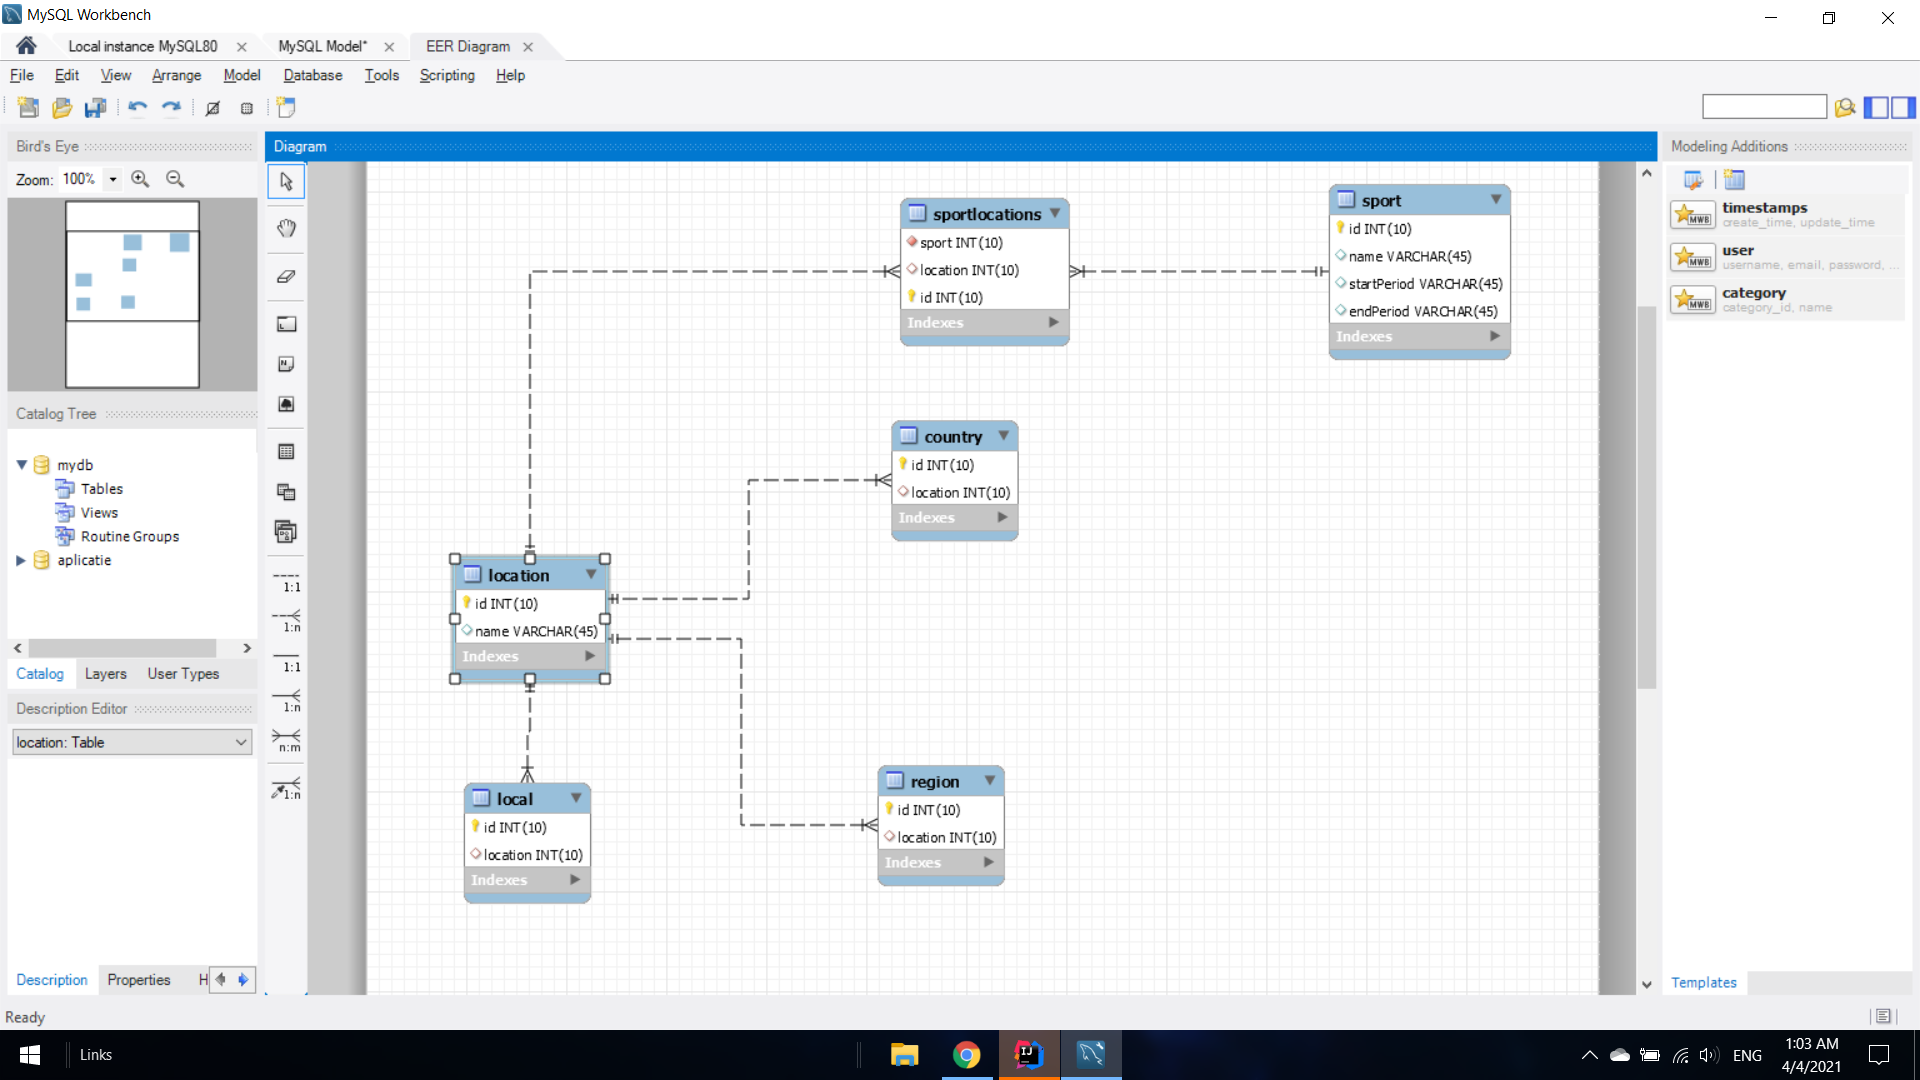 MySQL Workbench
Local instance MySQL80
MySQL Model*
EER Diagram
File Edit View Arrange Model Database Tools Scripting Help
Bird's Eye
Zoom: 100%
Catalog Tree
mydb
Tables
Views
Routine Groups
aplicatie
Catalog Layers User Types
Description Editor
location: Table
Description Properties H
Diagram
1:1
1:n
1:1
1:n
n:m
1:n
sportlocations
sport INT(10)
location INT(10)
id INT(10)
Indexes
sport
id INT(10)
name VARCHAR(45)
startPeriod VARCHAR(45)
endPeriod VARCHAR(45)
Indexes
country
id INT(10)
location INT(10)
Indexes
location
id INT(10)
name VARCHAR(45)
Indexes
local
id INT(10)
location INT(10)
Indexes
region
id INT(10)
location INT(10)
Indexes
Modeling Additions
MWB
timestamps
create_time, update_time
MWB
user
username, email, password, ...
MWB
category
category_id, name
Templates
Ready
Links
IJ
ENG
1:03 AM
4/4/2021